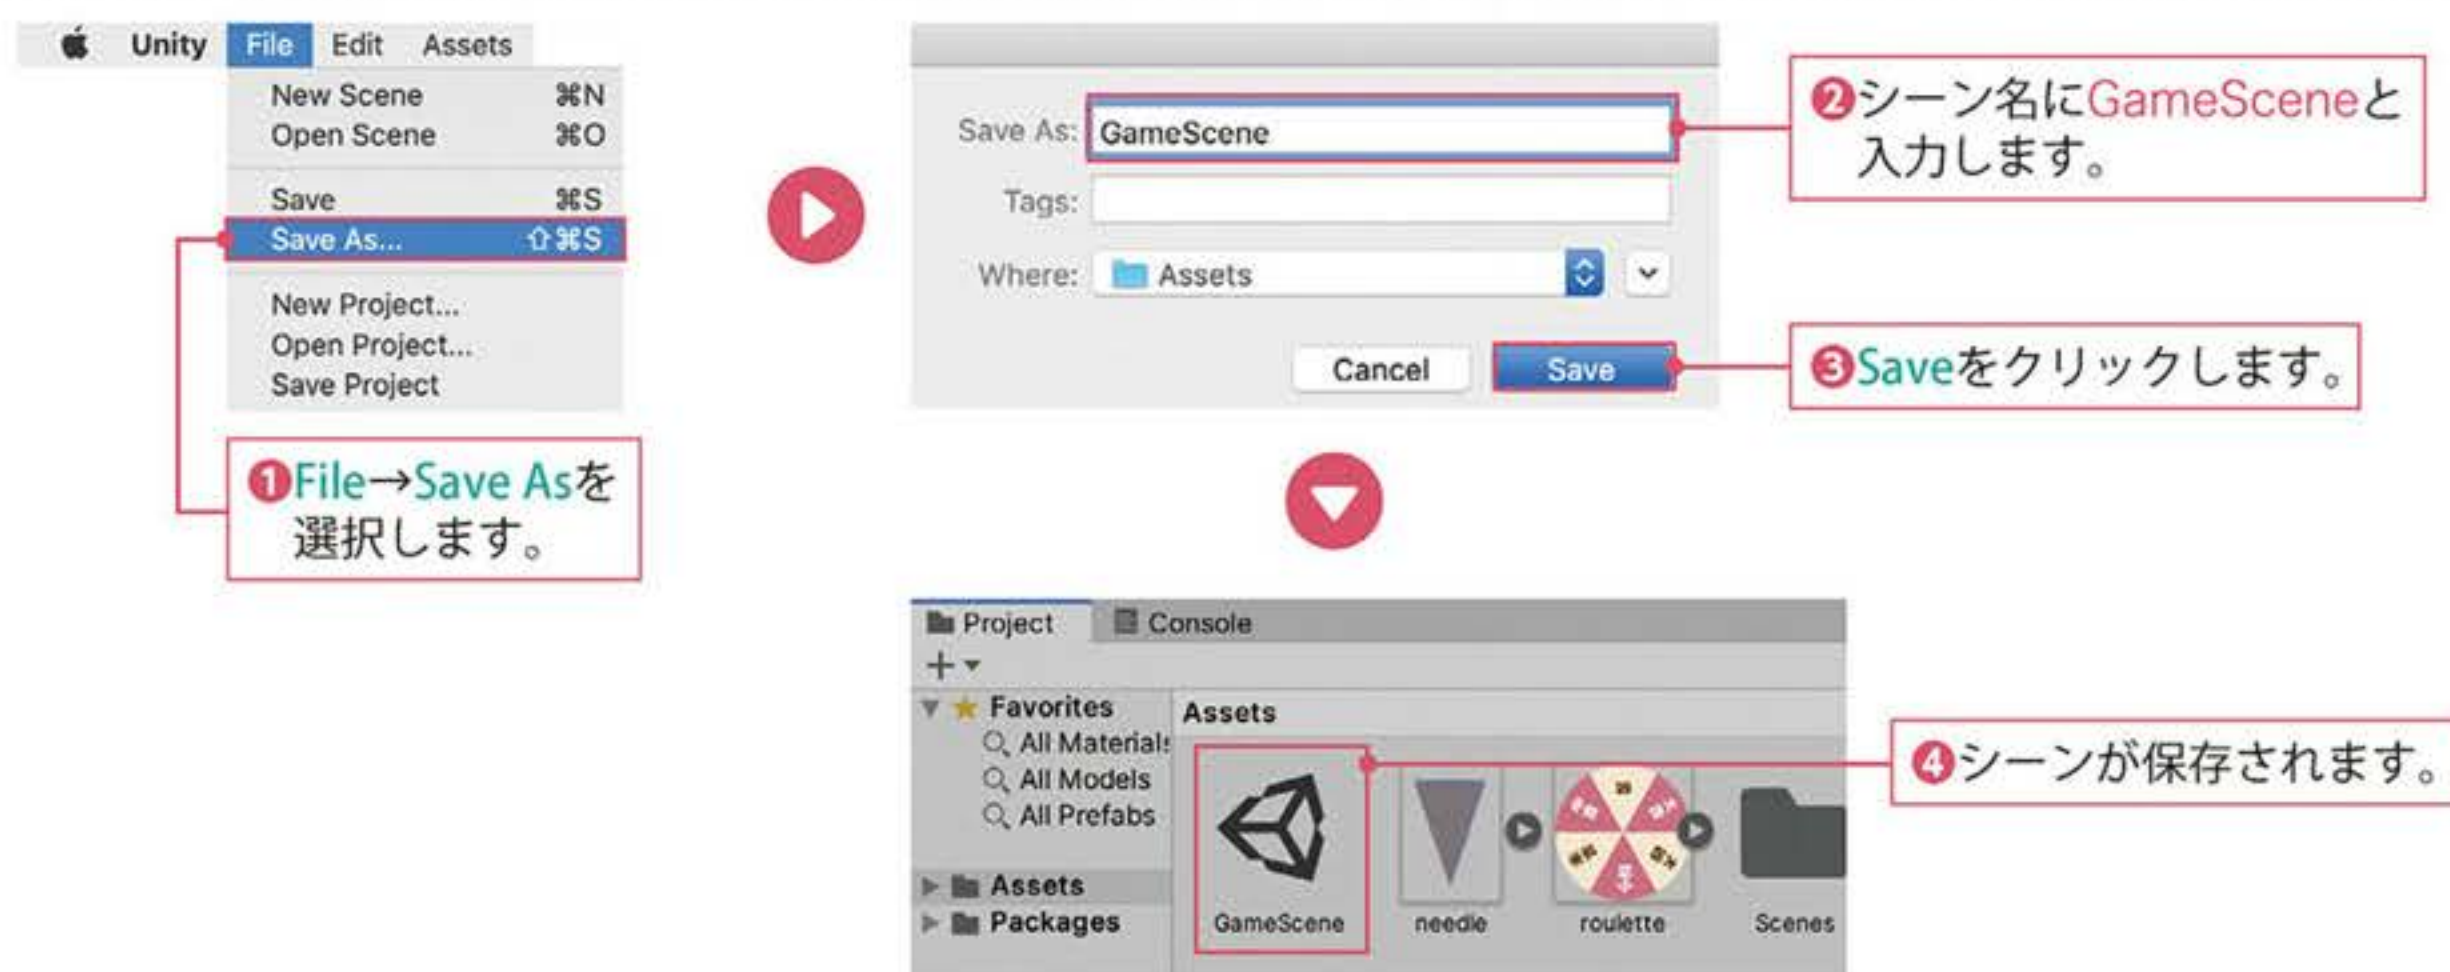 Unity File Edit Assets
New Scene ⌘N
Open Scene ⌘O
Save ⌘S
Save As... ⇧⌘S
New Project...
Open Project...
Save Project
❶File→Save Asを
選択します。
Save As: GameScene
Tags:
Where: Assets
Cancel Save
❷シーン名にGameSceneと
入力します。
❸Saveをクリックします。
Project Console
Favorites
All Materials
All Models
All Prefabs
Assets
Packages
Assets
GameScene needle roulette Scenes
❹シーンが保存されます。